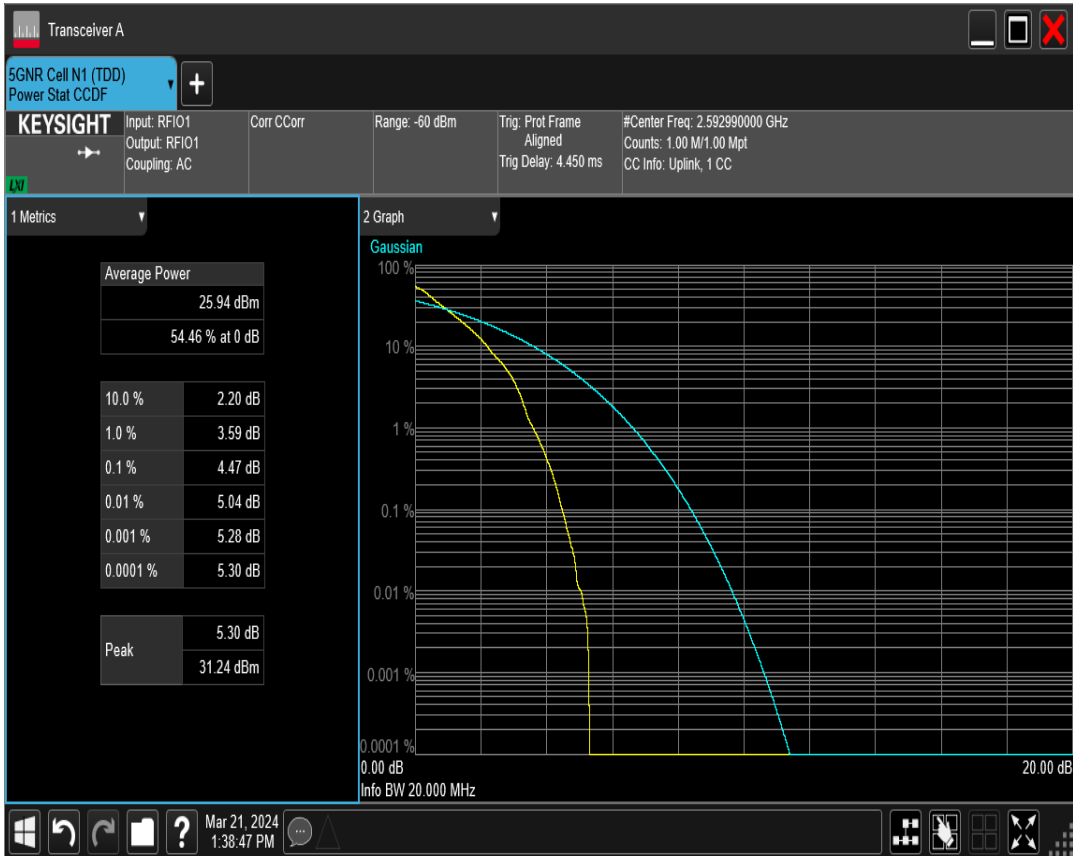 Transceiver A
5GNR Cell N1 (TDD)
Power Stat CCDF
+
KEYSIGHT
LXI
Input: RFIO1
Output: RFIO1
Coupling: AC
Corr CCorr
Range: -60 dBm
Trig: Prot Frame
Aligned
Trig Delay: 4.450 ms
#Center Freq: 2.592990000 GHz
Counts: 1.00 M/1.00 Mpt
CC Info: Uplink, 1 CC
1 Metrics
Average Power
25.94 dBm
54.46 % at 0 dB
10.0 % 2.20 dB
1.0 % 3.59 dB
0.1 % 4.47 dB
0.01 % 5.04 dB
0.001 % 5.28 dB
0.0001 % 5.30 dB
Peak
5.30 dB
31.24 dBm
2 Graph
Gaussian
100 %
10 %
1 %
0.1 %
0.01 %
0.001 %
0.0001 %
0.00 dB 20.00 dB
Info BW 20.000 MHz
?
Mar 21, 2024
1:38:47 PM